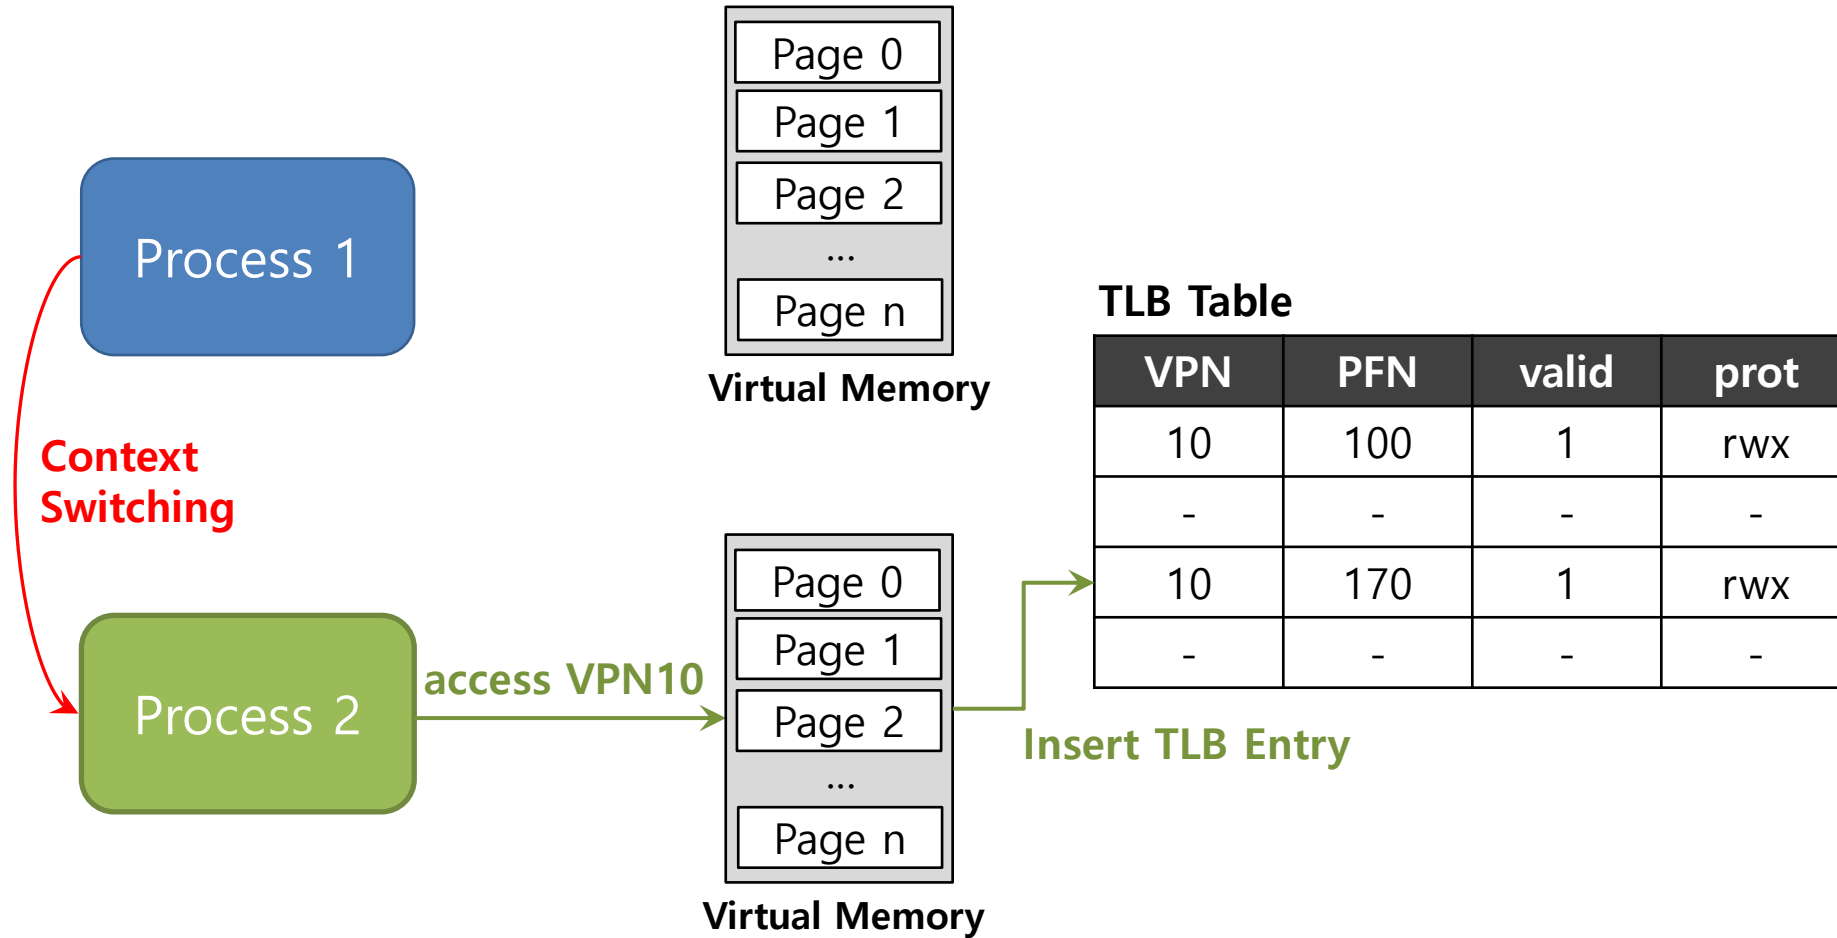 Page 0
Page 1
Page 2
...
Page n
Virtual Memory
Process 1
Context
Switching
Process 2
access VPN10
Page 0
Page 1
Page 2
...
Page n
Virtual Memory
Insert TLB Entry
TLB Table
VPN PFN valid prot
10 100 1 rwx
- - - -
10 170 1 rwx
- - - -